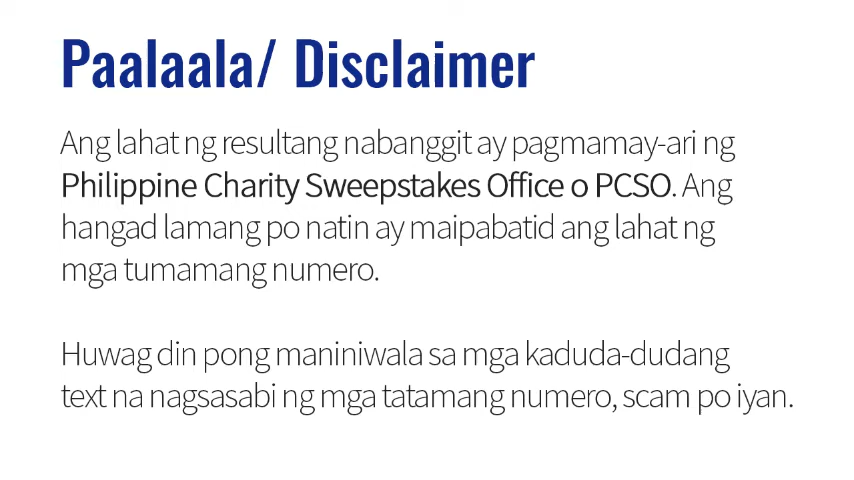 Paalaala/ Disclaimer
Ang lahat ng resultang nabanggit ay pagmamay-ari ng
Philippine Charity Sweepstakes Office o PCSO. Ang
hangad lamang po natin ay maipabatid ang lahat ng
mga tumamang numero.
Huwag din pong maniniwala sa mga kaduda-dudang
text na nagsasabi ng mga tatamang numero, scam po iyan.